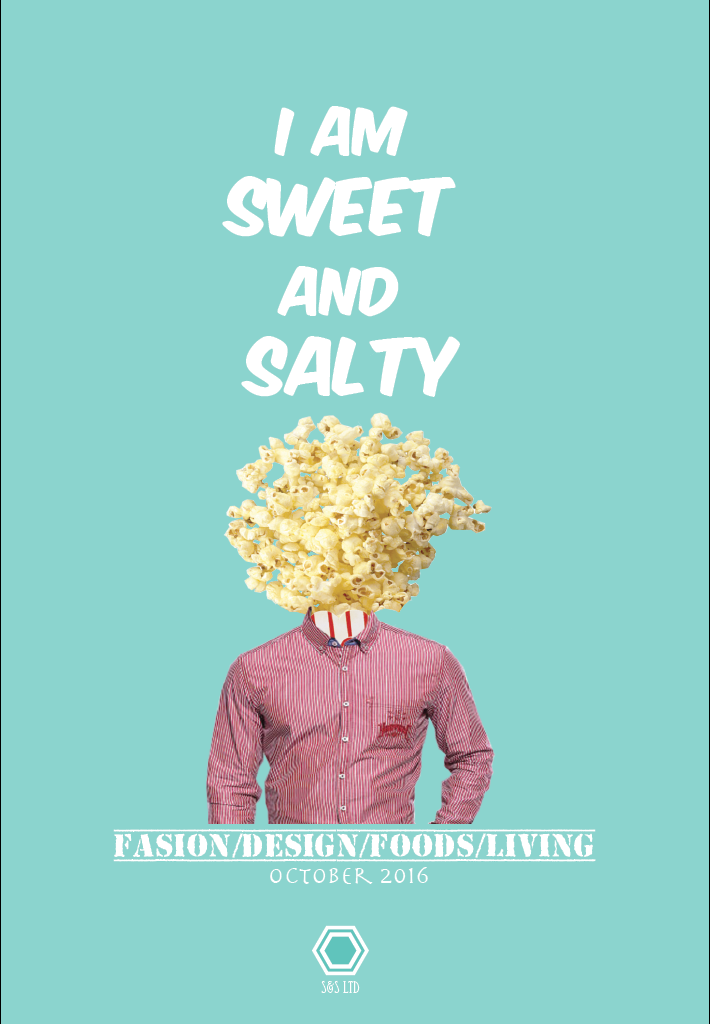 I AM
SWEET
AND
SALTY
FASION/DESIGN/FOODS/LIVING
OCTOBER 2016
S&S LTD